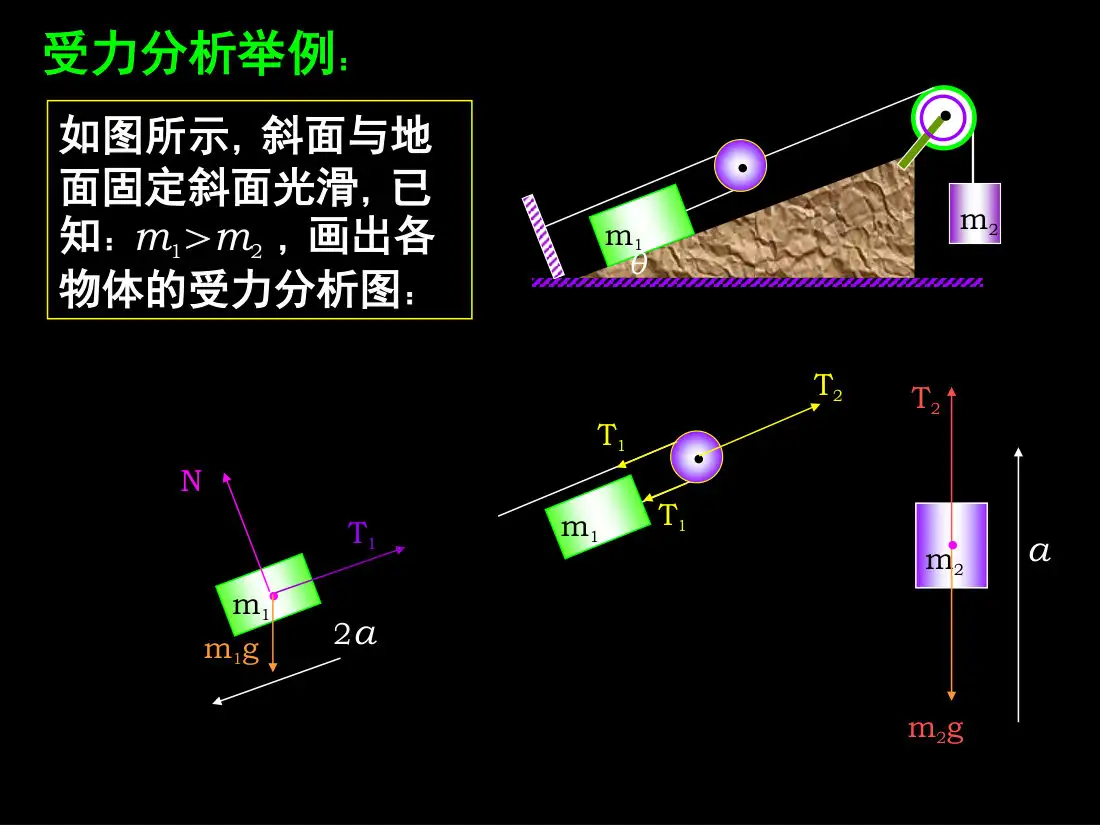 受力分析举例：
如图所示，斜面与地
面固定斜面光滑，已
知：m₁>m₂，画出各
物体的受力分析图：
m₁
θ
m₂
T₂
T₂
T₁
N
T₁
T₁
m₁
a
m₂
m₁
2a
m₁g
m₂g